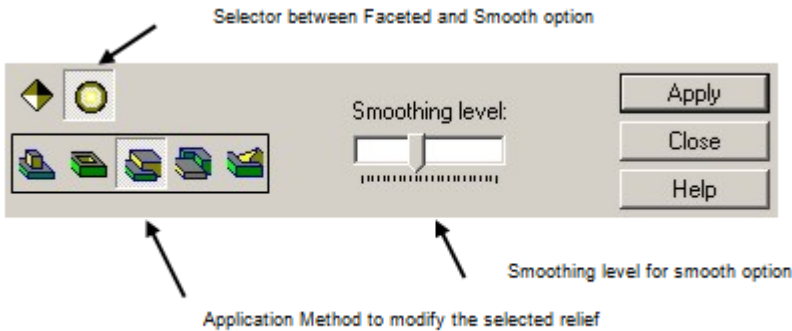 Selector between Faceted and Smooth option
Smoothing level:
Apply
Close
Help
Smoothing level for smooth option
Application Method to modify the selected relief